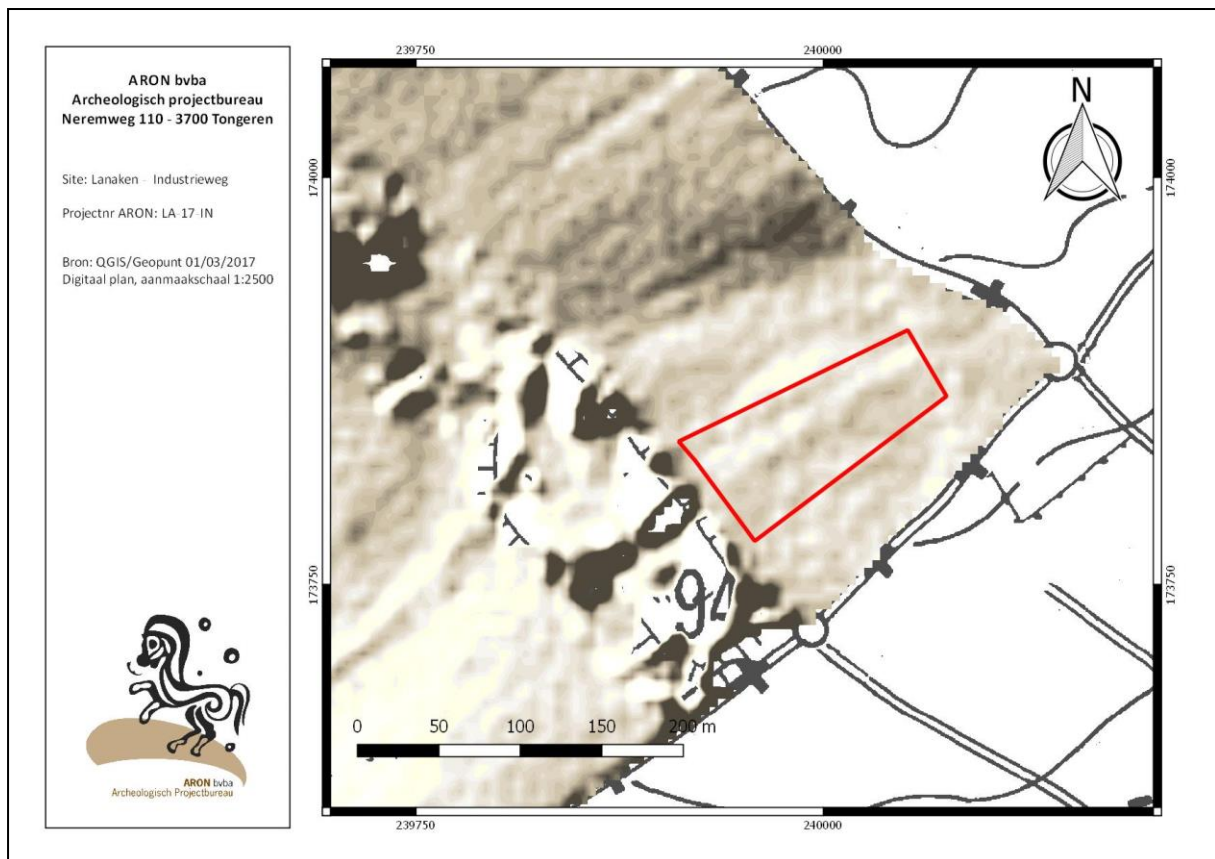 ARON bvba
Archeologisch projectbureau
Neremweg 110 - 3700 Tongeren
Site: Lanaken - Industrieweg
Projectnr ARON: LA-17-IN
Bron: QGIS/Geopunt 01/03/2017
Digitaal plan, aanmaakschaal 1:2500
ARON bvba
Archeologisch Projectbureau
239750
240000
N
174000
174000
94
173750
173750
0 50 100 150 200 m
239750
240000